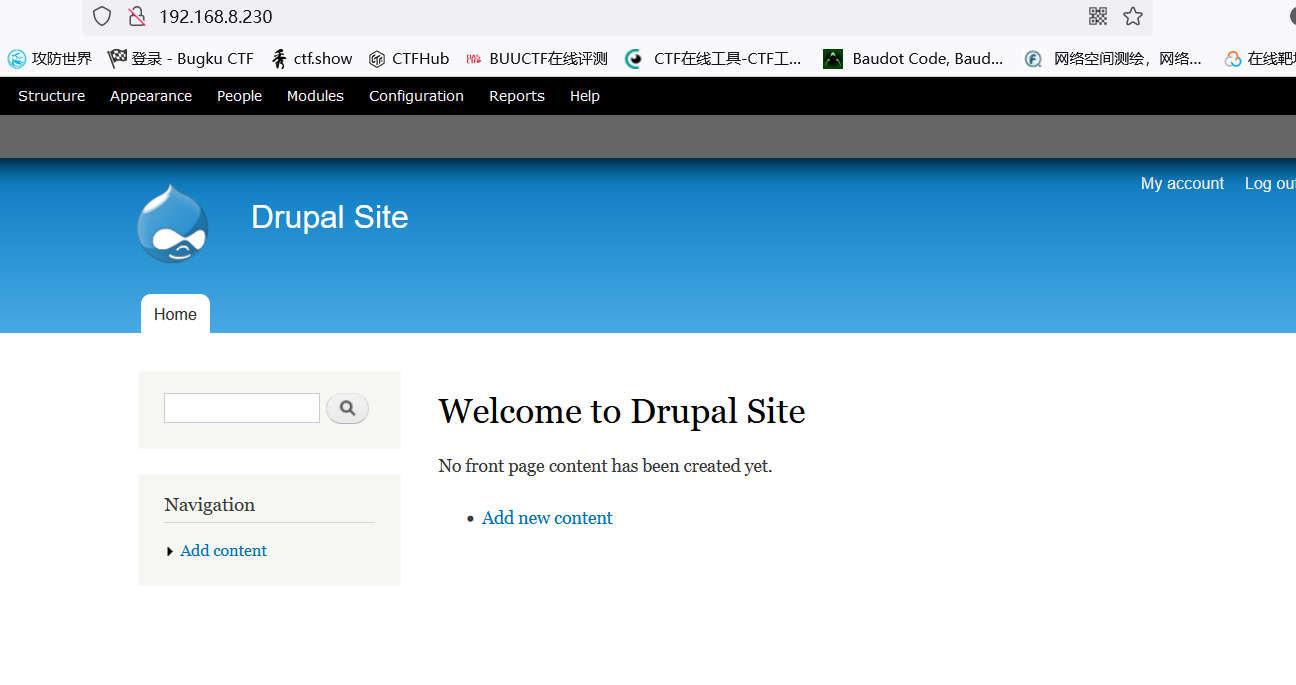 192.168.8.230
攻防世界 登录 - Bugku CTF ctf.show CTFHub BUUCTF在线评测 CTF在线工具-CTF工... Baudot Code, Baud... 网络空间测绘，网络... 在线靶场
Structure Appearance People Modules Configuration Reports Help
My account Log out
Drupal Site
Home
Welcome to Drupal Site
No front page content has been created yet.
Navigation
Add new content
Add content